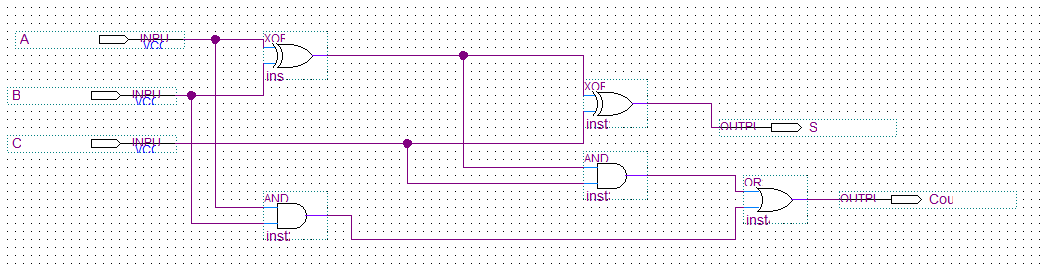 A INPU
VCC
XOF
ins
B INPU
VCC
XOF
inst
OUTPU S
C INPU
VCC
AND
inst
OR
inst
OUTPU Cou
AND
inst